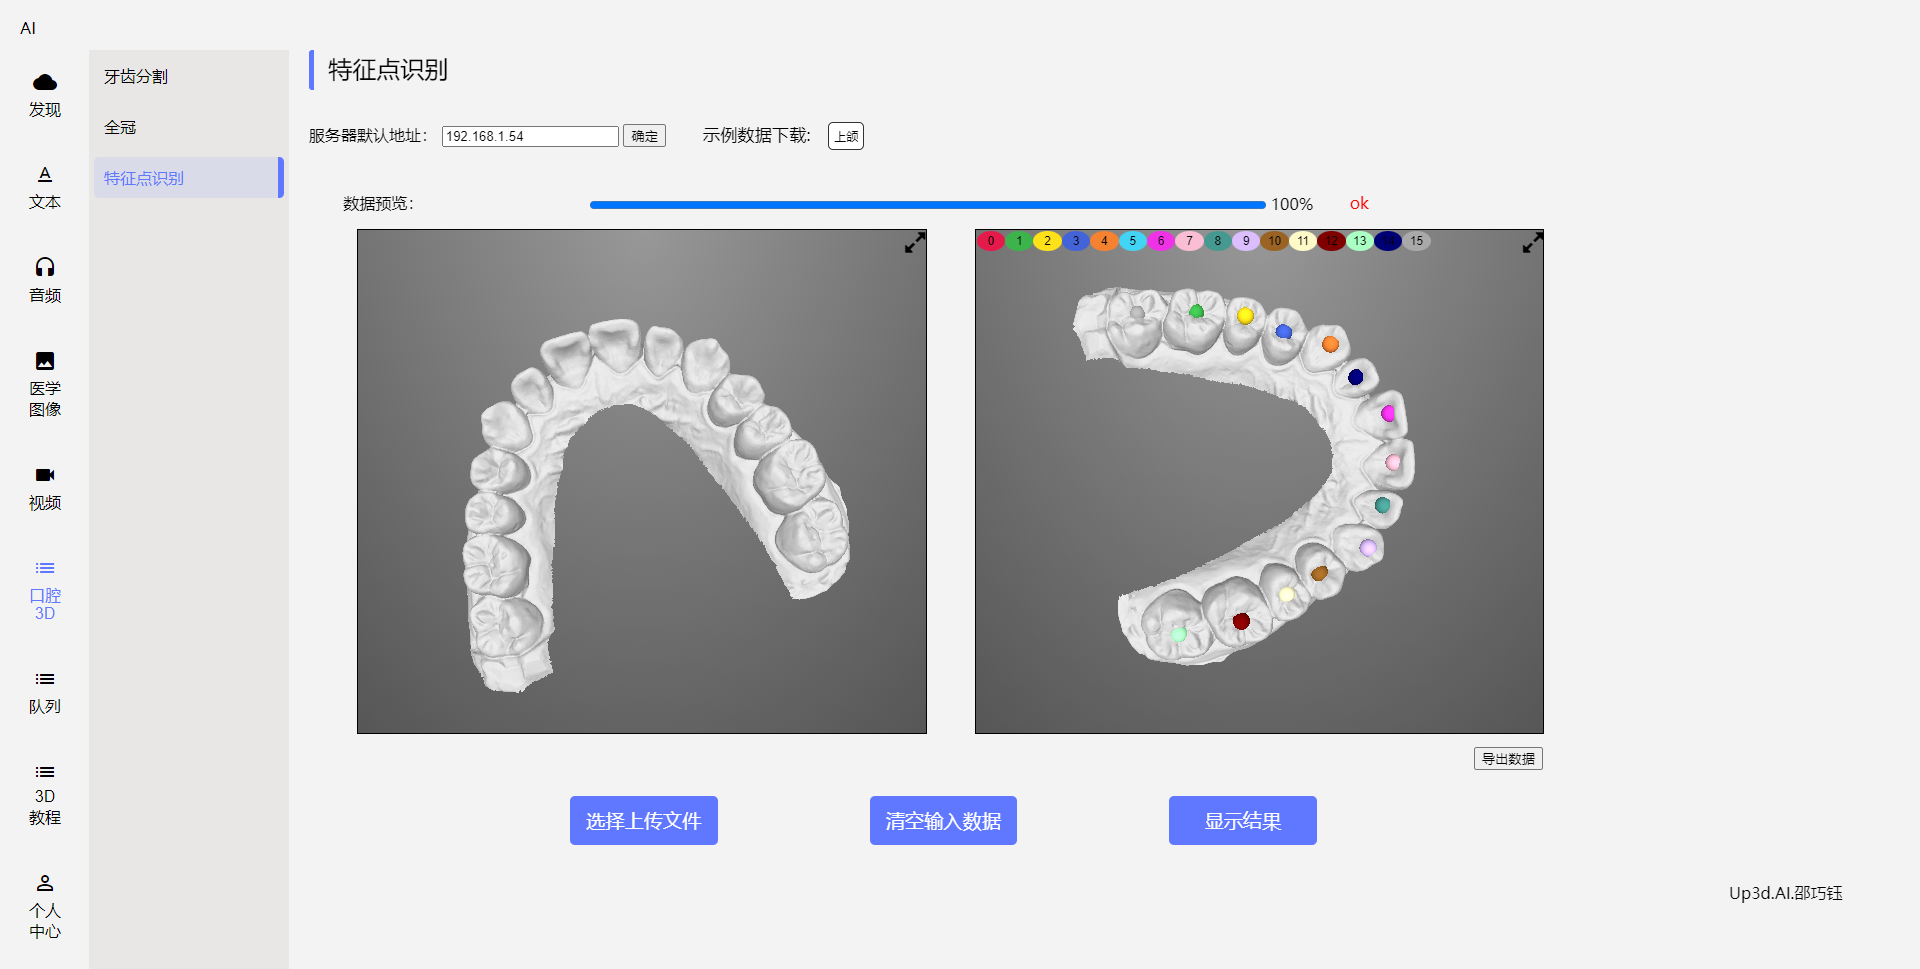 AI
发现
文本
音频
医学
图像
视频
口腔
3D
队列
3D
教程
个人
中心
牙齿分割
全冠
特征点识别
特征点识别
服务器默认地址： 192.168.1.54 确定 示例数据下载: 上颌
数据预览： 100% ok
0 1 2 3 4 5 6 7 8 9 10 11 12 13 14 15
导出数据
选择上传文件 清空输入数据 显示结果
Up3d.AI.邵巧钰